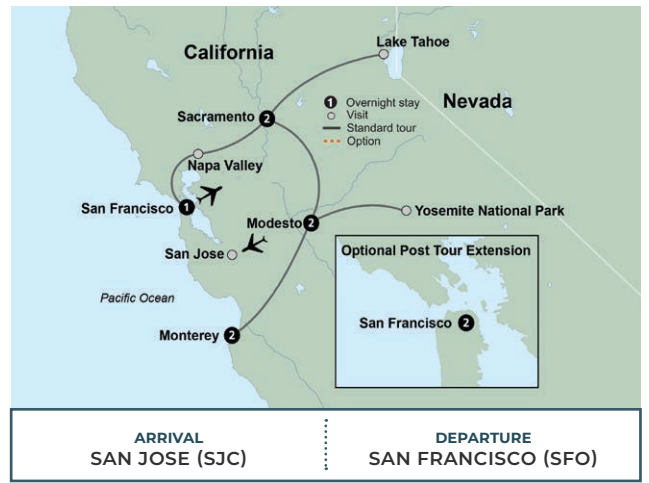 California
Lake Tahoe
Nevada
1 Overnight stay
Visit
Standard tour
Option
Sacramento 2
Napa Valley
San Francisco 1
Modesto 2
Yosemite National Park
San Jose
Optional Post Tour Extension
Pacific Ocean
San Francisco 2
Monterey 2
ARRIVAL
SAN JOSE (SJC)
DEPARTURE
SAN FRANCISCO (SFO)